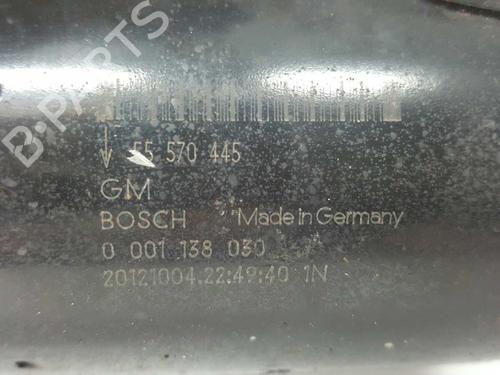 B-PARTS
55 570 445
GM
BOSCH Made in Germany
0 001 138 030
20121004.22:49:40 1N